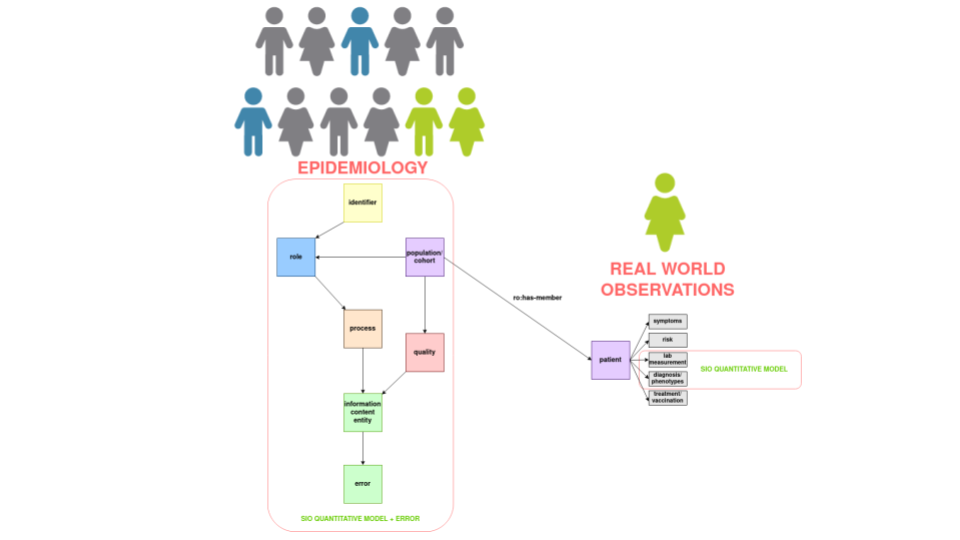 EPIDEMIOLOGY
identifier
role
population/
cohort
process
quality
information
content
entity
error
SIO QUANTITATIVE MODEL + ERROR
ro:has-member
REAL WORLD
OBSERVATIONS
patient
symptoms
risk
lab
measurement
diagnosis/
phenotypes
treatment/
vaccination
SIO QUANTITATIVE MODEL